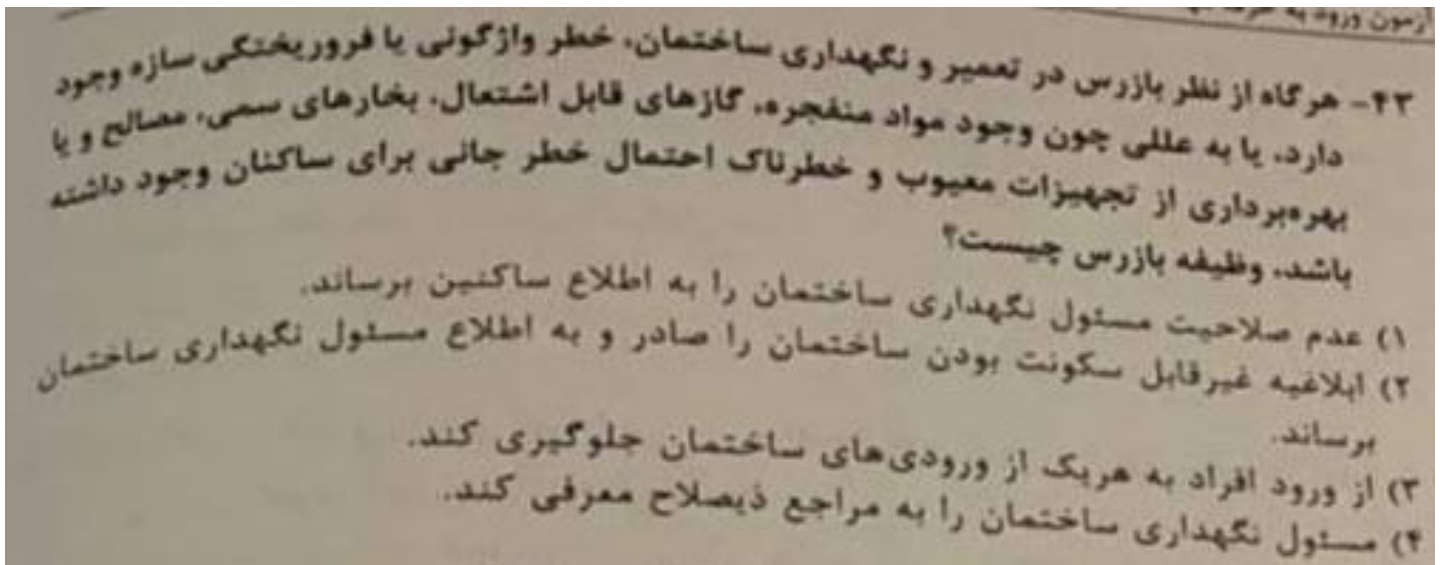 آزمون ورود به حرفه
۴۳- هرگاه از نظر بازرس در تعمیر و نگهداری ساختمان، خطر واژگونی یا فروریختگی سازه وجود
دارد، یا به عللی چون وجود مواد منفجره، گازهای قابل اشتعال، بخارهای سمی، مصالح و یا
بهره‌برداری از تجهیزات معیوب و خطرناک احتمال خطر جانی برای ساکنان وجود داشته
باشد، وظیفه بازرس چیست؟
۱) عدم صلاحیت مسئول نگهداری ساختمان را به اطلاع ساکنین برساند.
۲) ابلاغیه غیرقابل سکونت بودن ساختمان را صادر و به اطلاع مسئول نگهداری ساختمان
برساند.
۳) از ورود افراد به هریک از ورودی‌های ساختمان جلوگیری کند.
۴) مسئول نگهداری ساختمان را به مراجع ذیصلاح معرفی کند.